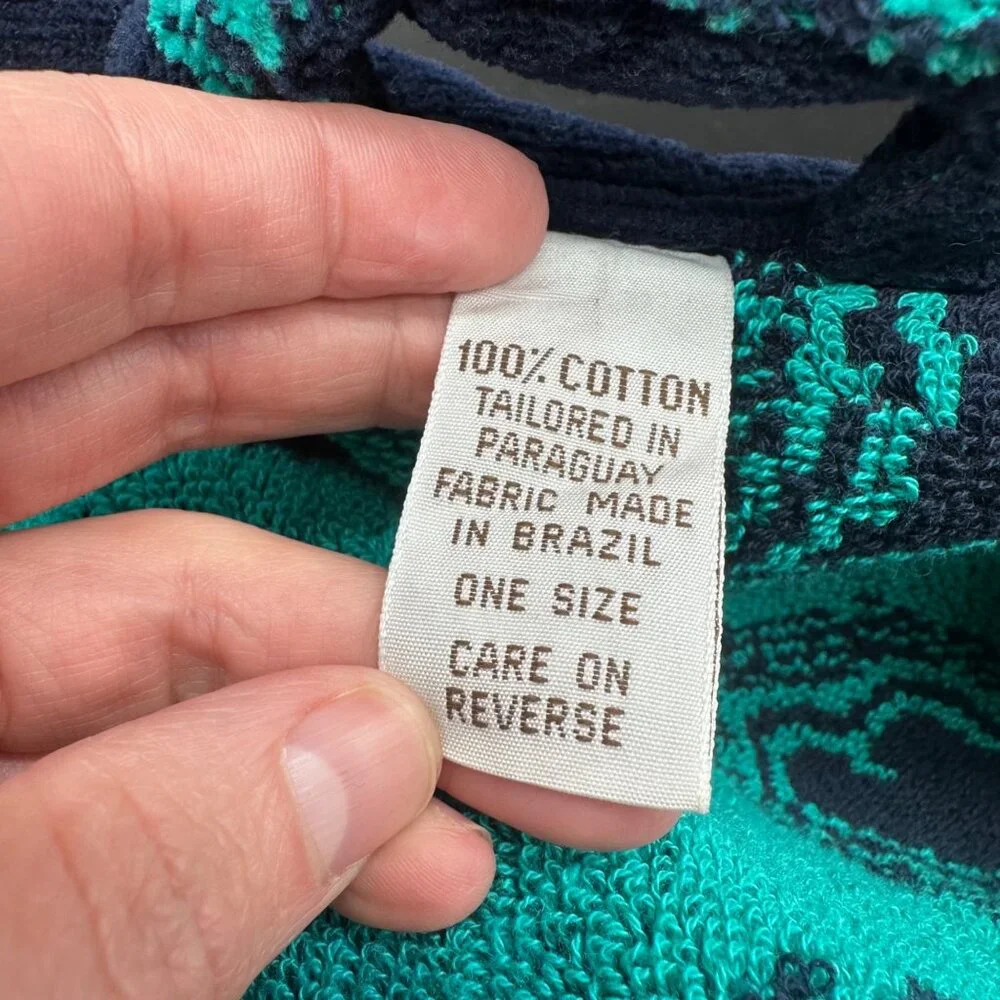 100% COTTON
TAILORED IN
PARAGUAY
FABRIC MADE
IN BRAZIL
ONE SIZE
CARE ON
REVERSE